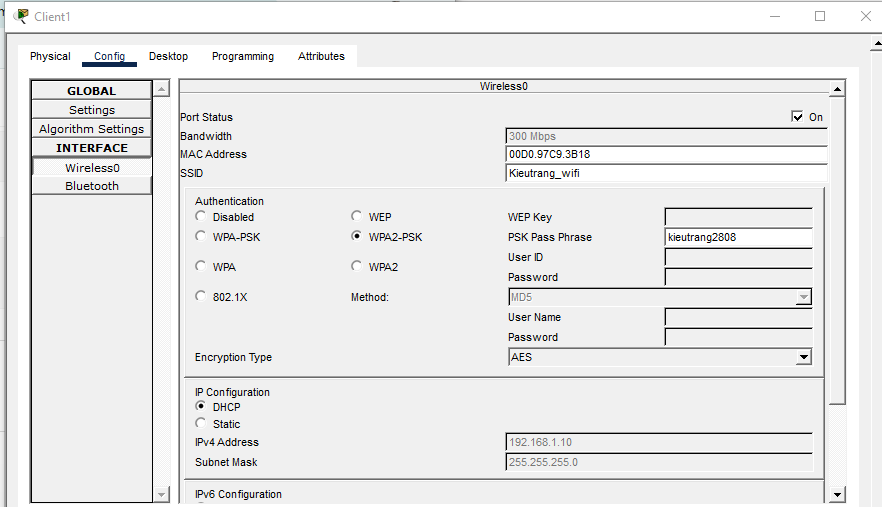 Client1
Physical Config Desktop Programming Attributes
GLOBAL
Settings
Algorithm Settings
INTERFACE
Wireless0
Bluetooth
Wireless0
Port Status On
Bandwidth 300 Mbps
MAC Address 00D0.97C9.3B18
SSID Kieutrang_wifi
Authentication
Disabled WEP WEP Key
WPA-PSK WPA2-PSK PSK Pass Phrase kieutrang2808
User ID
WPA WPA2
Password
802.1X Method: MD5
User Name
Password
Encryption Type AES
IP Configuration
DHCP
Static
IPv4 Address 192.168.1.10
Subnet Mask 255.255.255.0
IPv6 Configuration